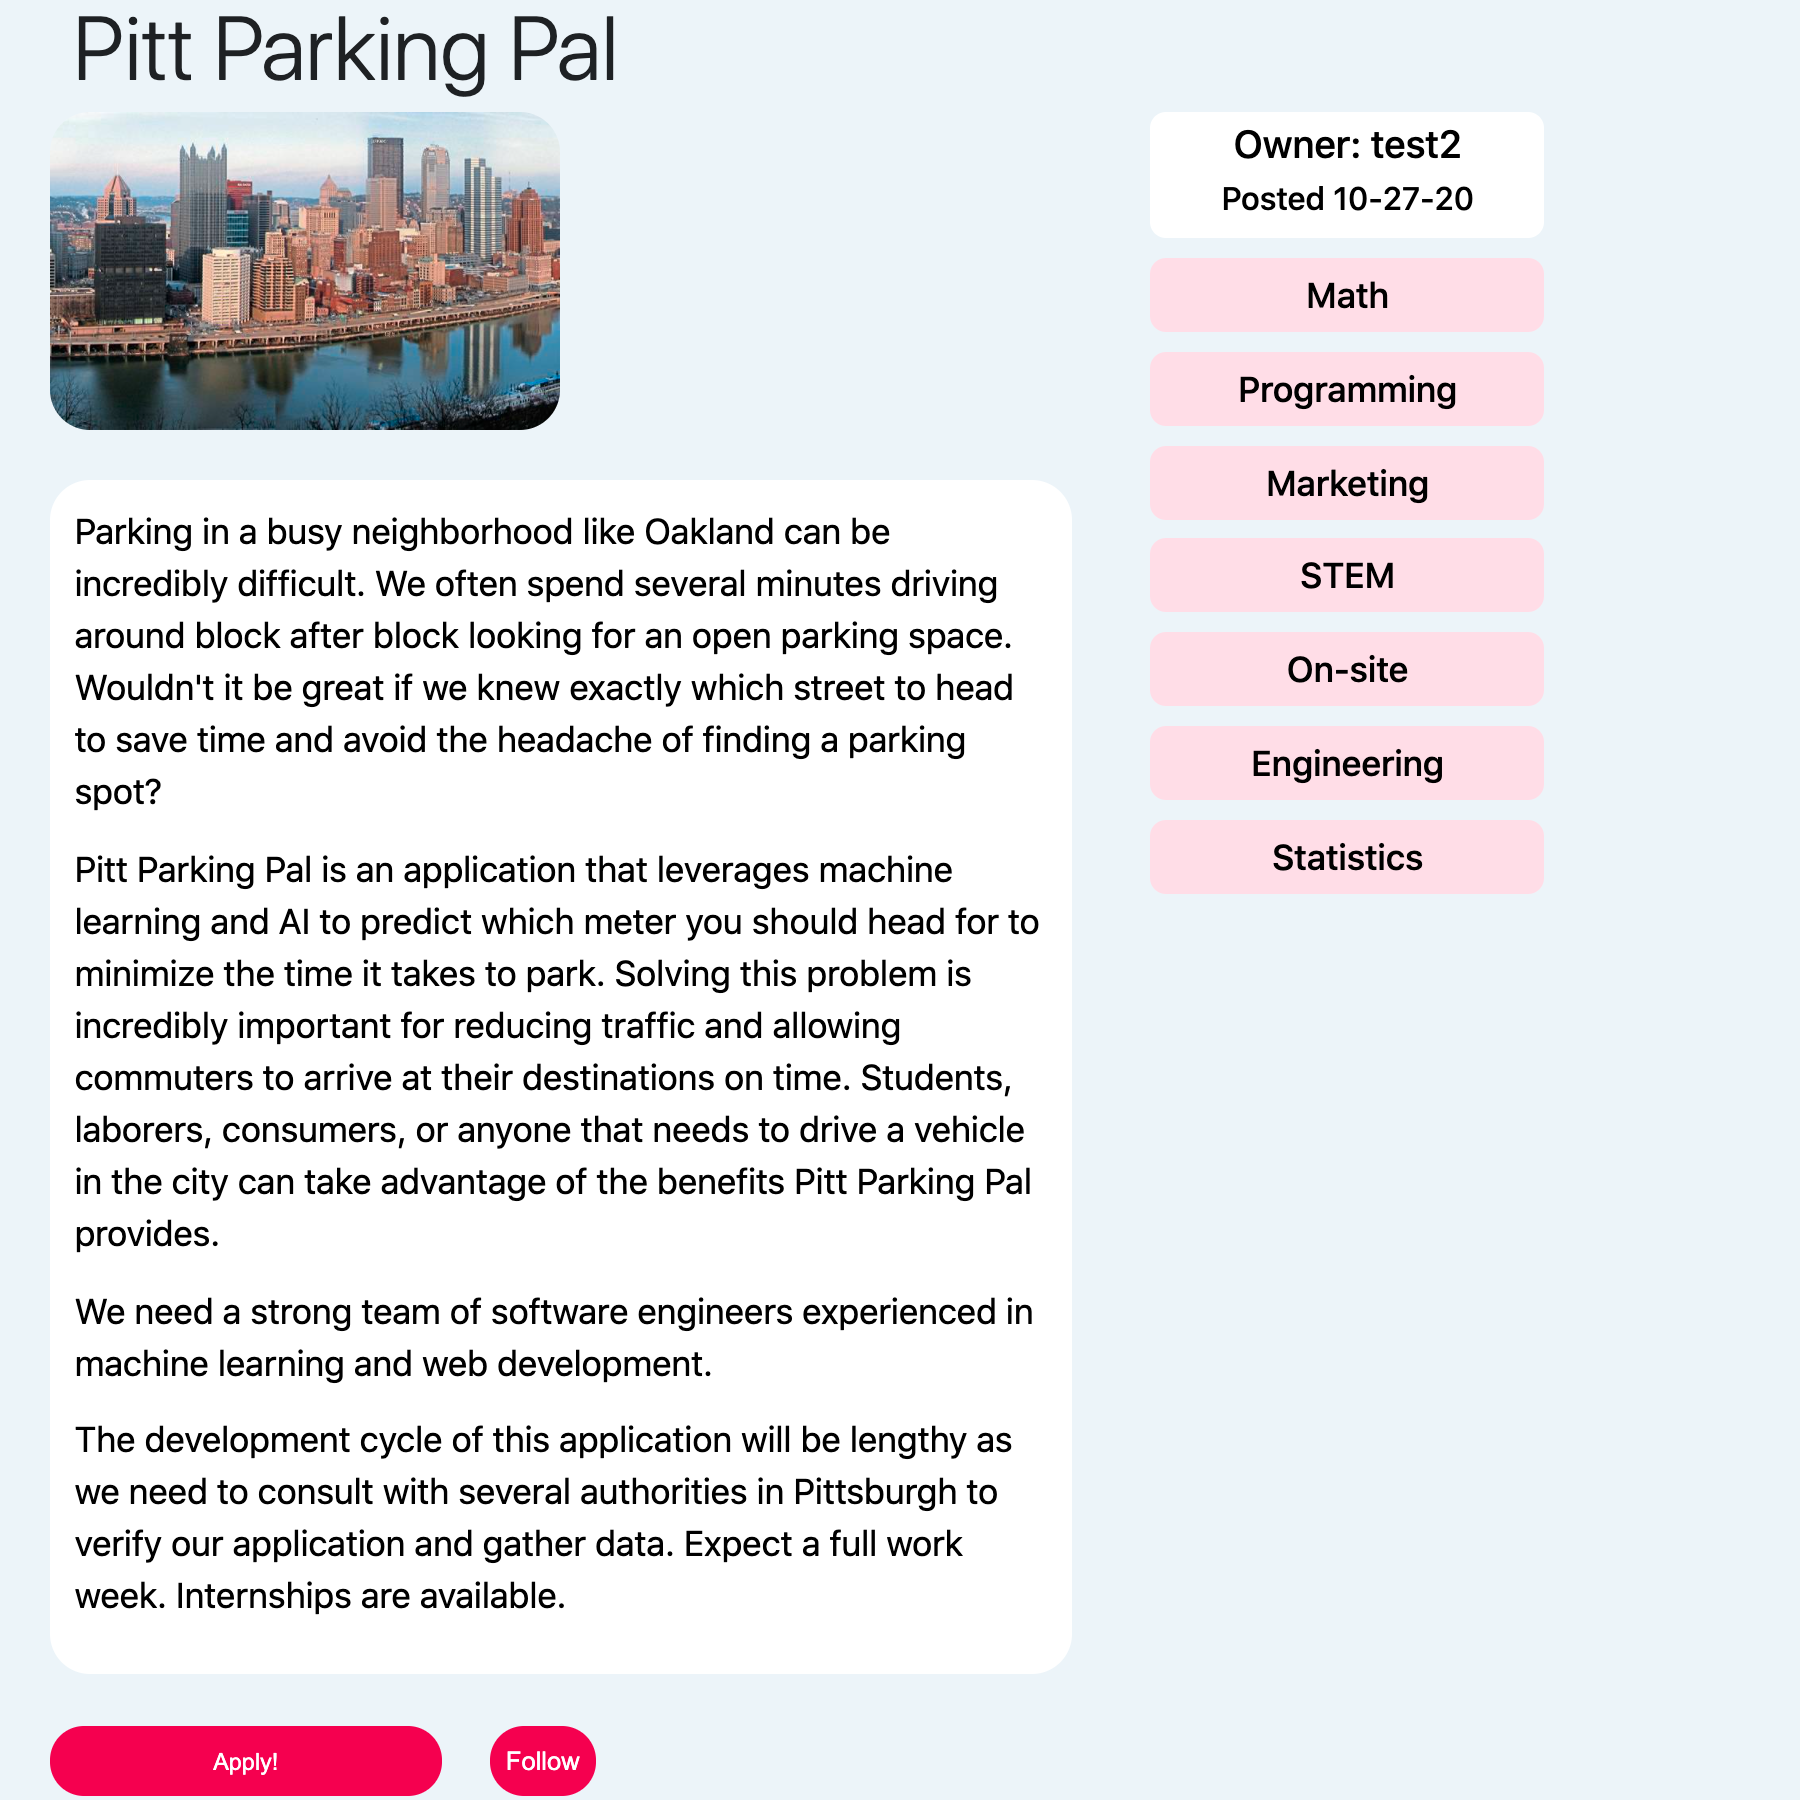 Pitt Parking Pal
Owner: test2
Posted 10-27-20
Math
Programming
Marketing
STEM
On-site
Engineering
Statistics
Parking in a busy neighborhood like Oakland can be
incredibly difficult. We often spend several minutes driving
around block after block looking for an open parking space.
Wouldn't it be great if we knew exactly which street to head
to save time and avoid the headache of finding a parking
spot?
Pitt Parking Pal is an application that leverages machine
learning and AI to predict which meter you should head for to
minimize the time it takes to park. Solving this problem is
incredibly important for reducing traffic and allowing
commuters to arrive at their destinations on time. Students,
laborers, consumers, or anyone that needs to drive a vehicle
in the city can take advantage of the benefits Pitt Parking Pal
provides.
We need a strong team of software engineers experienced in
machine learning and web development.
The development cycle of this application will be lengthy as
we need to consult with several authorities in Pittsburgh to
verify our application and gather data. Expect a full work
week. Internships are available.
Apply!
Follow